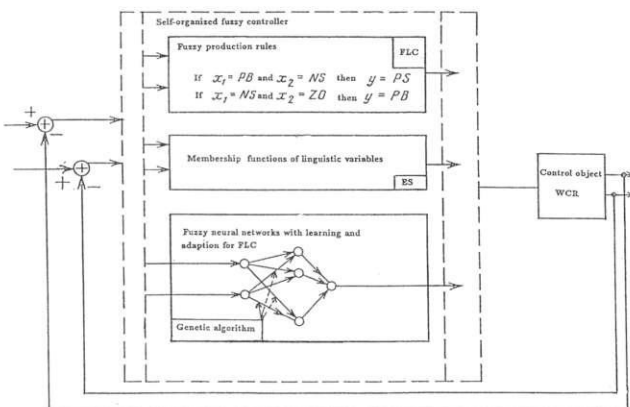 Self-organized fuzzy controller
Fuzzy production rules
FLC
If x₁ = PB and x₂ = NS then y = PS
If x₁ = NS and x₂ = ZO then y = PB
+
−
+
−
Membership functions of linguistic variables
ES
Control object
WCR
Fuzzy neural networks with learning and
adaption for FLC
Genetic algorithm